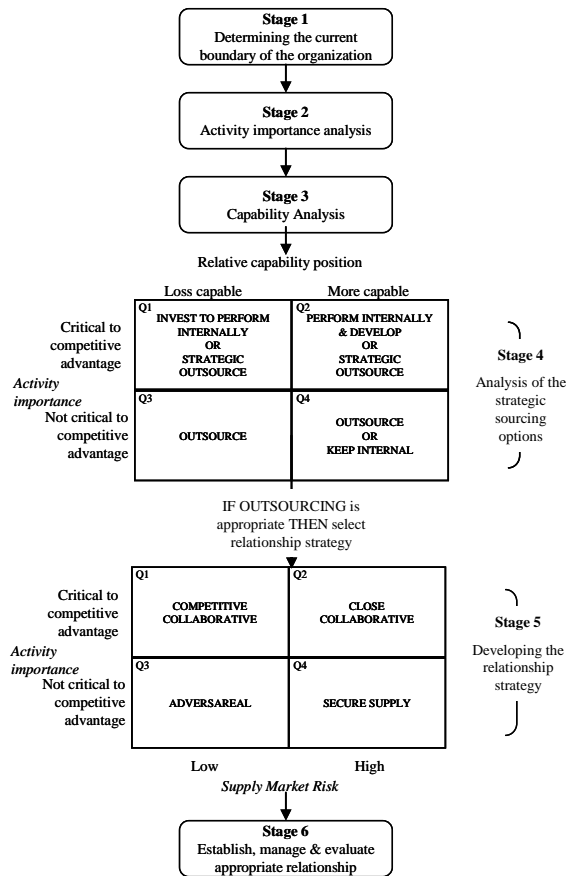 Stage 1
Determining the current
boundary of the organization
Stage 2
Activity importance analysis
Stage 3
Capability Analysis
Relative capability position
Loss capable
More capable
Critical to
competitive
advantage
Activity
importance
Not critical to
competitive
advantage
Q1
INVEST TO PERFORM
INTERNALLY
OR
STRATEGIC
OUTSOURCE
Q2
PERFORM INTERNALLY
& DEVELOP
OR
STRATEGIC
OUTSOURCE
Q3
OUTSOURCE
Q4
OUTSOURCE
OR
KEEP INTERNAL
Stage 4
Analysis of the
strategic
sourcing
options
IF OUTSOURCING is
appropriate THEN select
relationship strategy
Critical to
competitive
advantage
Activity
importance
Not critical to
competitive
advantage
Q1
COMPETITIVE
COLLABORATIVE
Q2
CLOSE
COLLABORATIVE
Q3
ADVERSAREAL
Q4
SECURE SUPPLY
Stage 5
Developing the
relationship
strategy
Low
High
Supply Market Risk
Stage 6
Establish, manage & evaluate
appropriate relationship